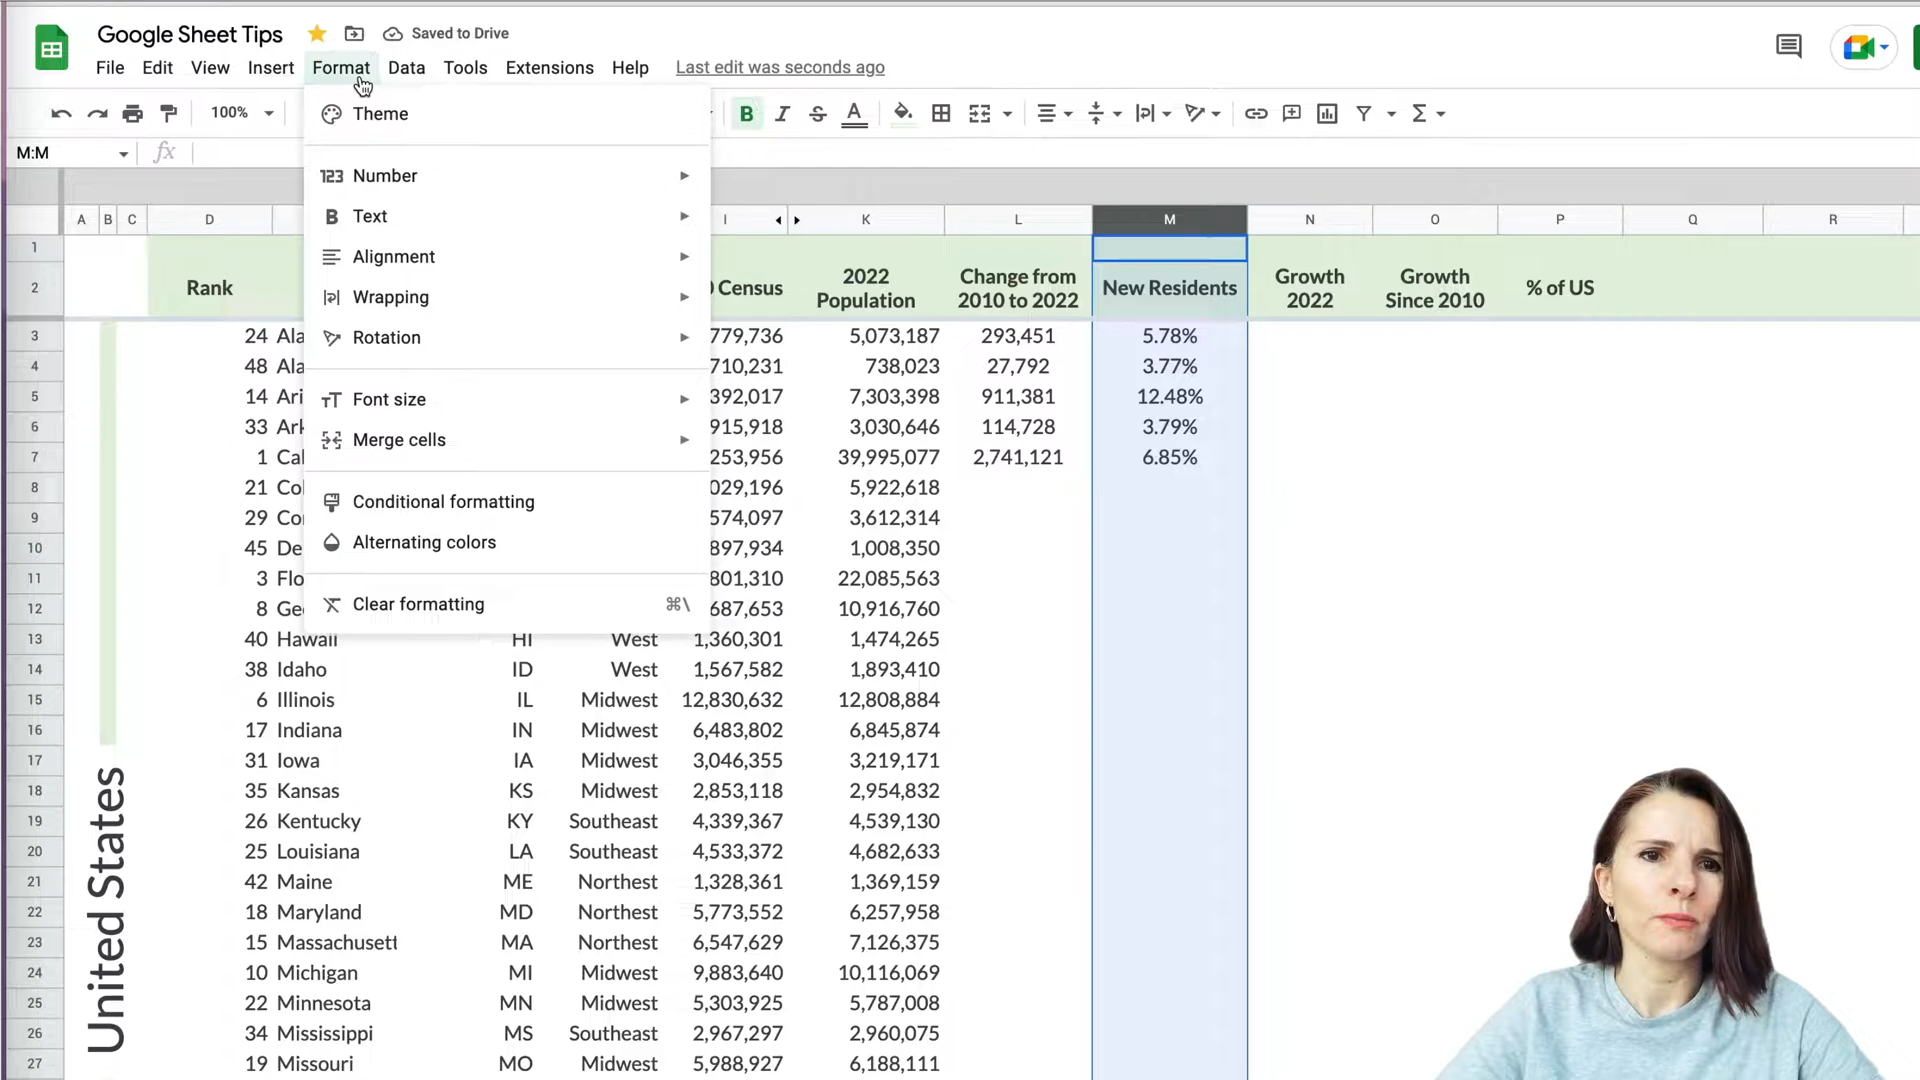 Google Sheet Tips Saved to Drive
File Edit View Insert Format Data Tools Extensions Help Last edit was seconds ago
100% B I S A Σ
M:M fx
Theme
123 Number
B Text
Alignment
Wrapping
Rotation
Font size
Merge cells
Conditional formatting
Alternating colors
Clear formatting ⌘\
A B C D I K L M N O P Q R
1
2 Rank Census 2022 Population Change from 2010 to 2022 New Residents Growth 2022 Growth Since 2010 % of US
3 24 Ala 779,736 5,073,187 293,451 5.78%
4 48 Ala 710,231 738,023 27,792 3.77%
5 14 Ari 392,017 7,303,398 911,381 12.48%
6 33 Ark 915,918 3,030,646 114,728 3.79%
7 1 Cal 253,956 39,995,077 2,741,121 6.85%
8 21 Col 029,196 5,922,618
9 29 Con 574,097 3,612,314
10 45 De 897,934 1,008,350
11 3 Flo 801,310 22,085,563
12 8 Geo 687,653 10,916,760
13 40 Hawaii HI West 1,360,301 1,474,265
14 38 Idaho ID West 1,567,582 1,893,410
15 6 Illinois IL Midwest 12,830,632 12,808,884
16 17 Indiana IN Midwest 6,483,802 6,845,874
17 31 Iowa IA Midwest 3,046,355 3,219,171
18 35 Kansas KS Midwest 2,853,118 2,954,832
19 26 Kentucky KY Southeast 4,339,367 4,539,130
20 25 Louisiana LA Southeast 4,533,372 4,682,633
21 42 Maine ME Northest 1,328,361 1,369,159
22 18 Maryland MD Northest 5,773,552 6,257,958
23 15 Massachusett MA Northest 6,547,629 7,126,375
24 10 Michigan MI Midwest 9,883,640 10,116,069
25 22 Minnesota MN Midwest 5,303,925 5,787,008
26 34 Mississippi MS Southeast 2,967,297 2,960,075
27 19 Missouri MO Midwest 5,988,927 6,188,111
United States